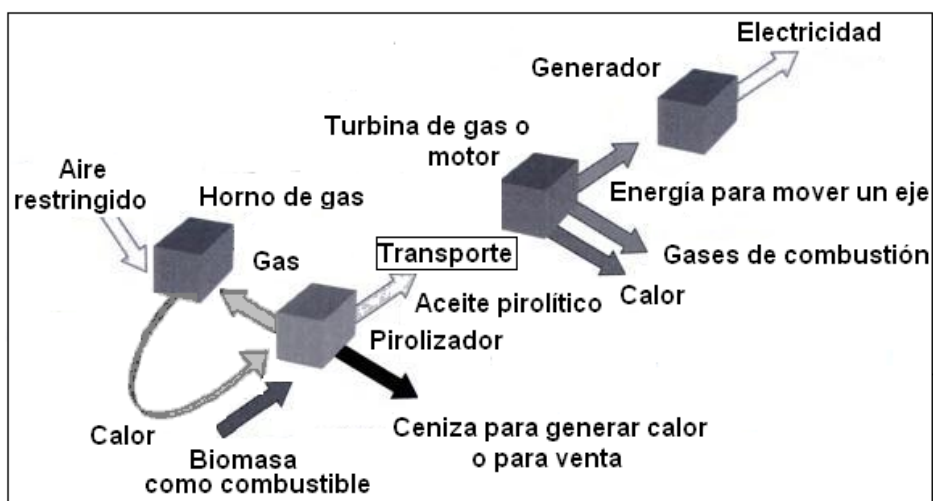 Electricidad
Generador
Turbina de gas o
motor
Aire
restringido
Horno de gas
Energía para mover un eje
Gas
Transporte
Gases de combustión
Aceite pirolítico
Calor
Pirolizador
Calor
Ceniza para generar calor
o para venta
Biomasa
como combustible